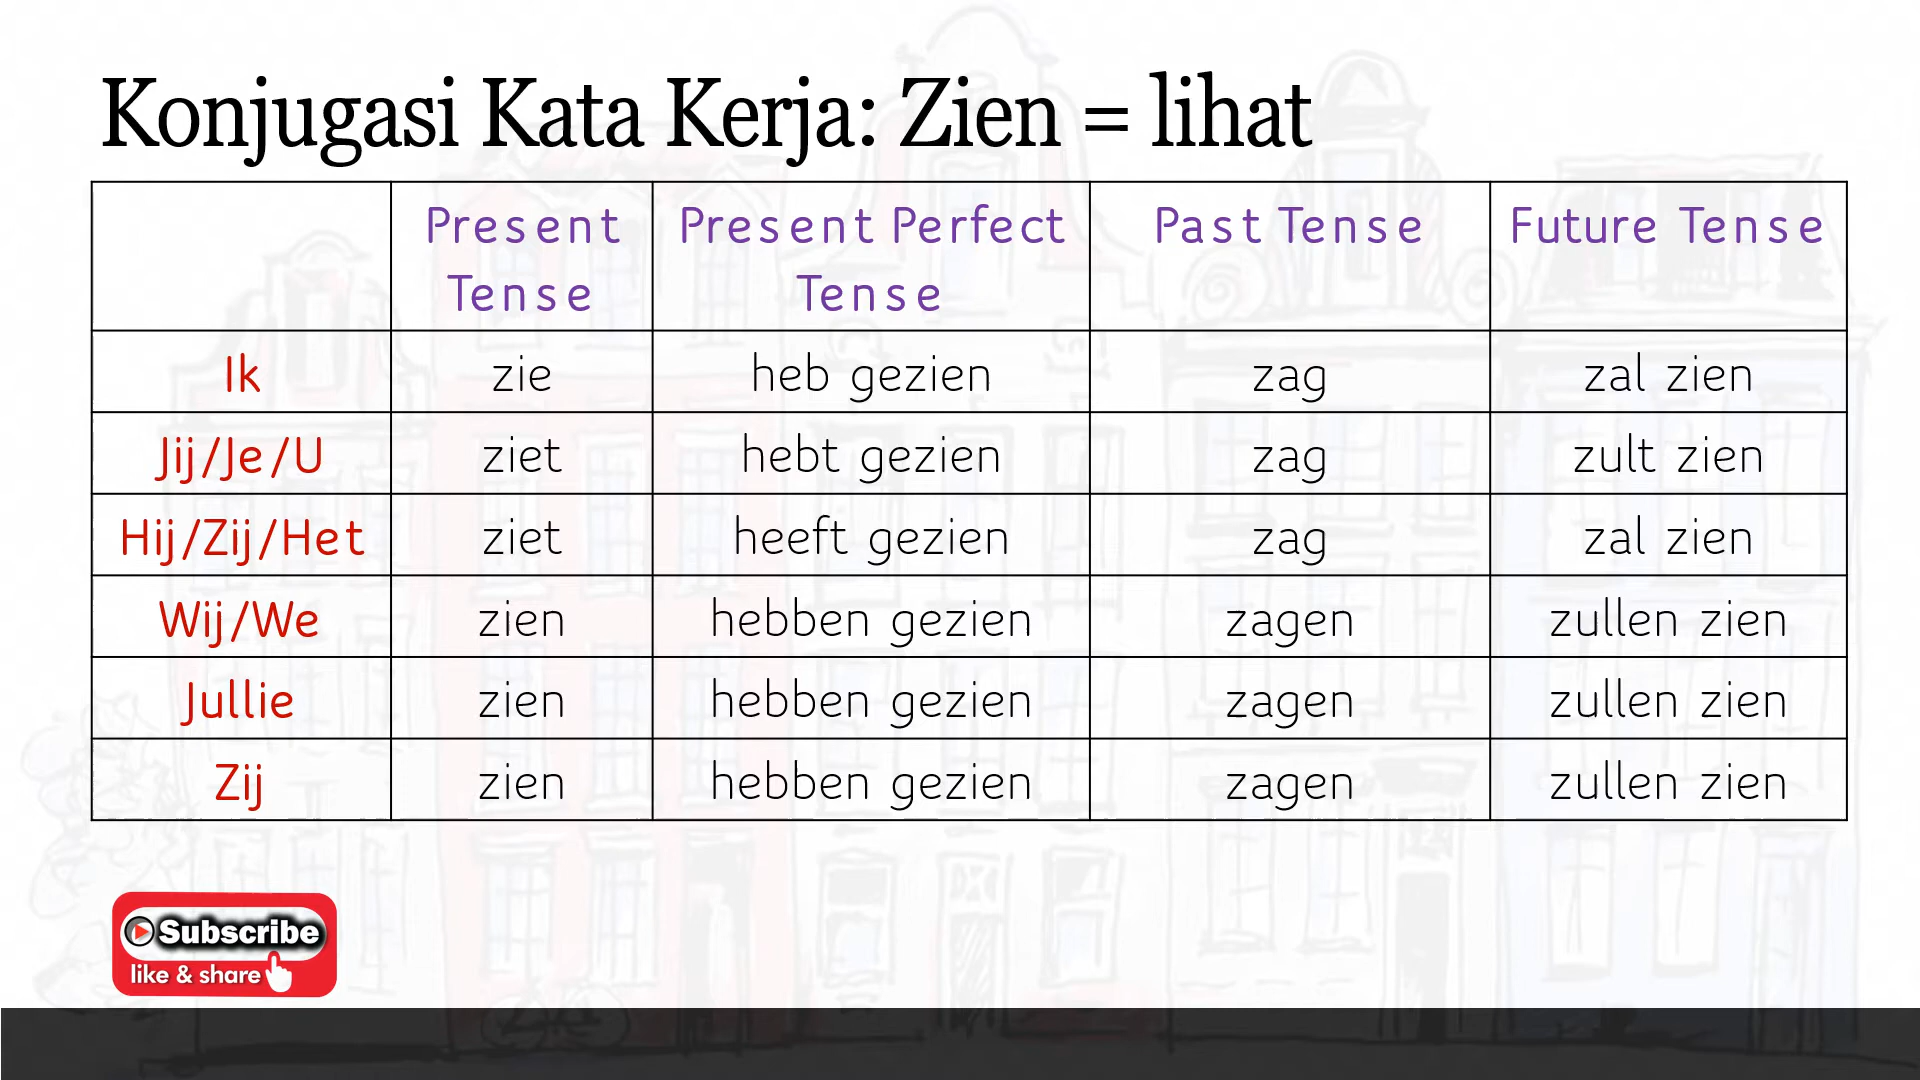 Konjugasi Kata Kerja: Zien = lihat
Present Tense Present Perfect Tense Past Tense Future Tense
Ik zie heb gezien zag zal zien
Jij/Je/U ziet hebt gezien zag zult zien
Hij/Zij/Het ziet heeft gezien zag zal zien
Wij/We zien hebben gezien zagen zullen zien
Jullie zien hebben gezien zagen zullen zien
Zij zien hebben gezien zagen zullen zien
Subscribe
like & share